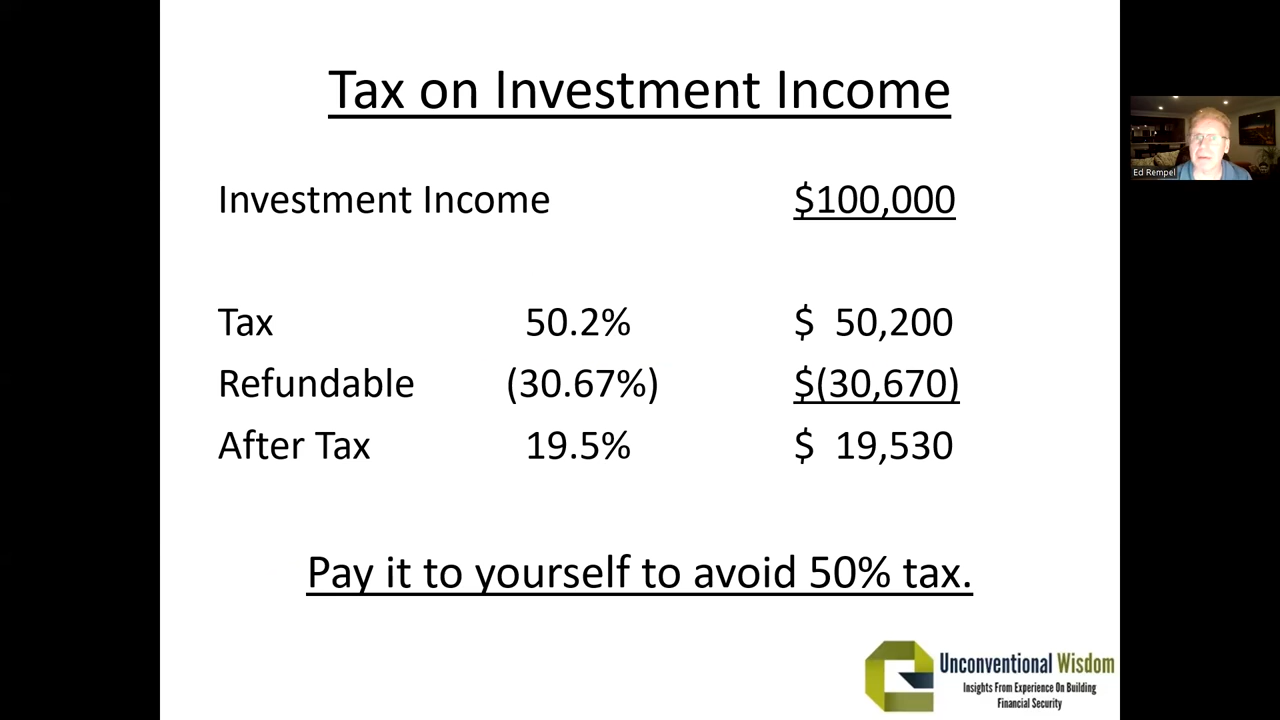 Tax on Investment Income
Investment Income $100,000
Tax 50.2% $ 50,200
Refundable (30.67%) $(30,670)
After Tax 19.5% $ 19,530
Pay it to yourself to avoid 50% tax.
Ed Rempel
Unconventional Wisdom
Insights From Experience On Building
Financial Security